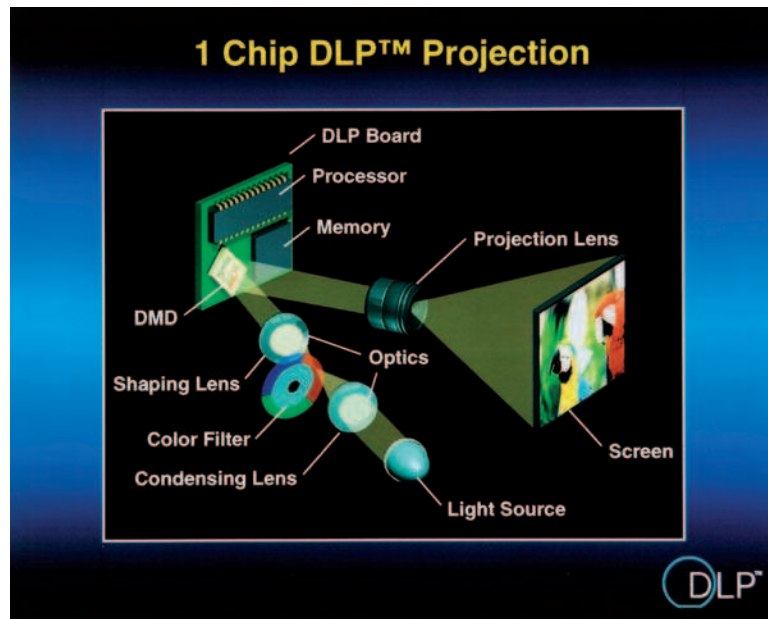 1 Chip DLP™ Projection
DLP Board
Processor
Memory
Projection Lens
DMD
Optics
Shaping Lens
Color Filter
Screen
Condensing Lens
Light Source
DLP™